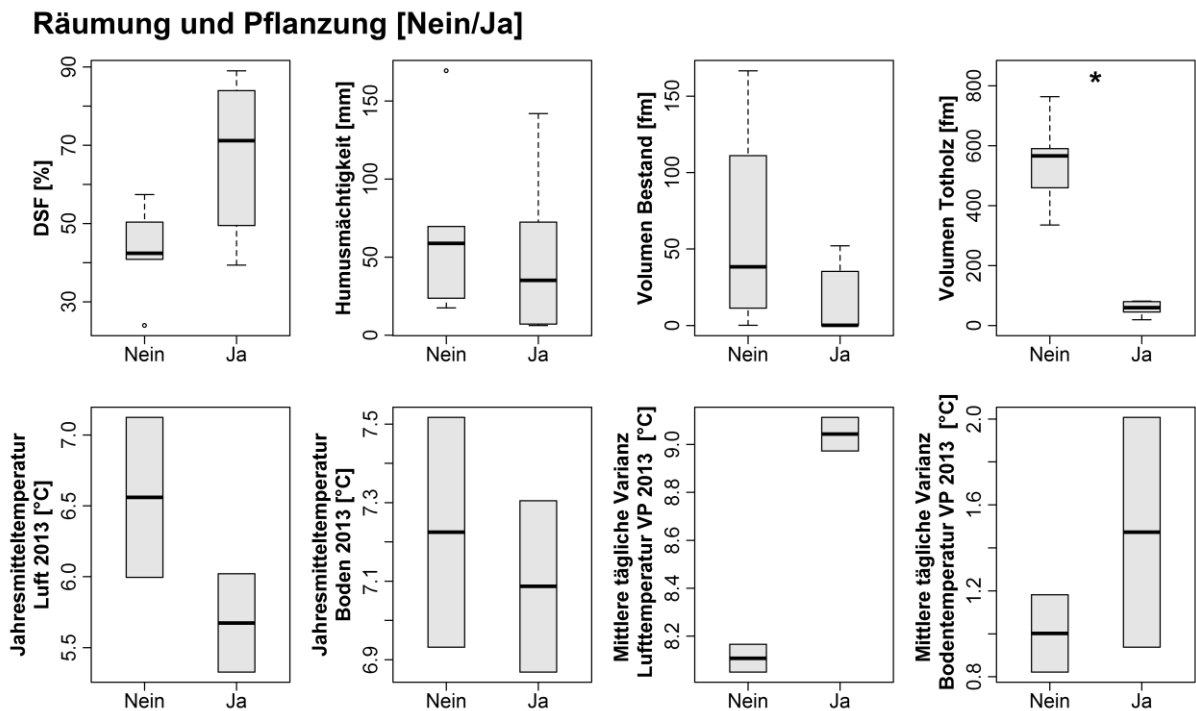 Räumung und Pflanzung [Nein/Ja]
DSF [%]
90
70
50
30
Nein Ja
Humusmächtigkeit [mm]
150
100
50
0
Nein Ja
Volumen Bestand [fm]
150
100
50
0
Nein Ja
Volumen Totholz [fm]
800
600
400
200
0
*
Nein Ja
Jahresmitteltemperatur
Luft 2013 [°C]
7.0
6.5
6.0
5.5
Nein Ja
Jahresmitteltemperatur
Boden 2013 [°C]
7.5
7.3
7.1
6.9
Nein Ja
Mittlere tägliche Varianz
Lufttemperatur VP 2013 [°C]
9.0
8.8
8.6
8.4
8.2
Nein Ja
Mittlere tägliche Varianz
Bodentemperatur VP 2013 [°C]
2.0
1.6
1.2
0.8
Nein Ja